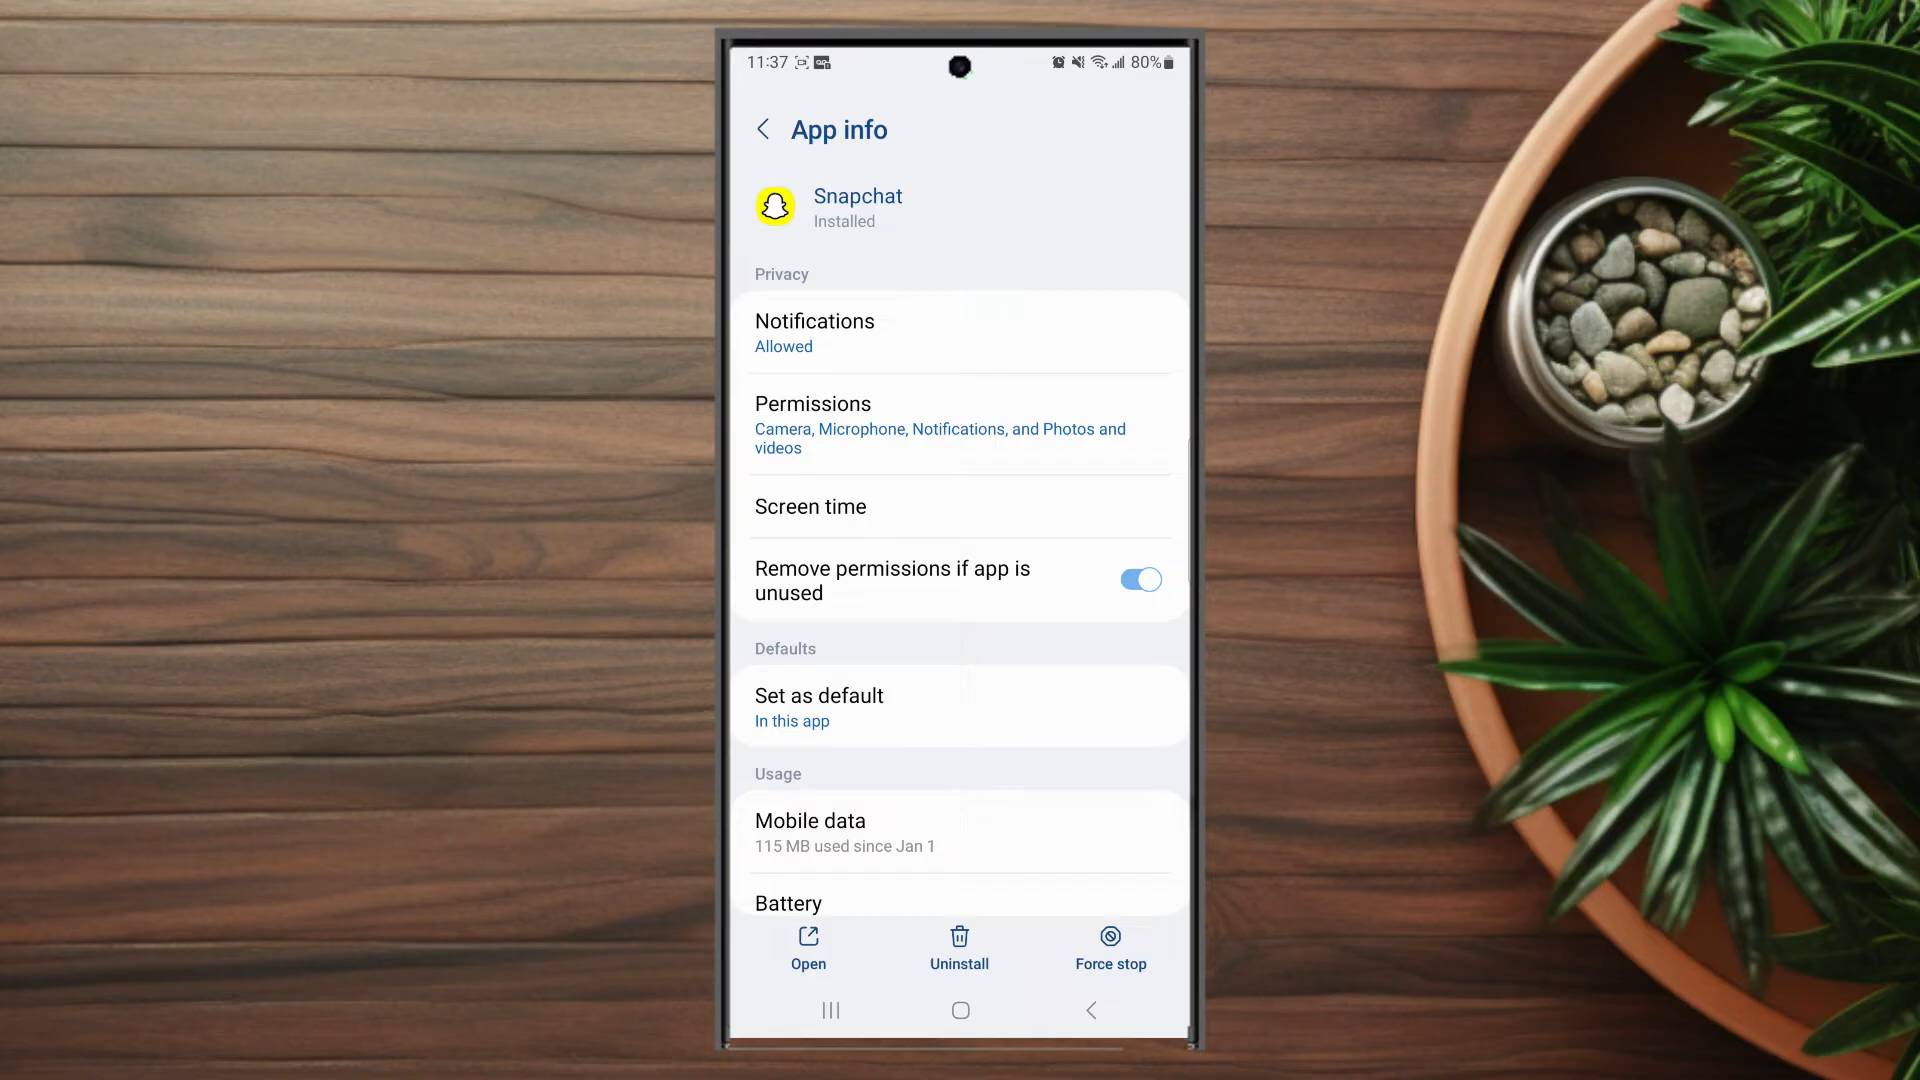 11:37 80%
App info
Snapchat
Installed
Privacy
Notifications
Allowed
Permissions
Camera, Microphone, Notifications, and Photos and
videos
Screen time
Remove permissions if app is
unused
Defaults
Set as default
In this app
Usage
Mobile data
115 MB used since Jan 1
Battery
Open Uninstall Force stop